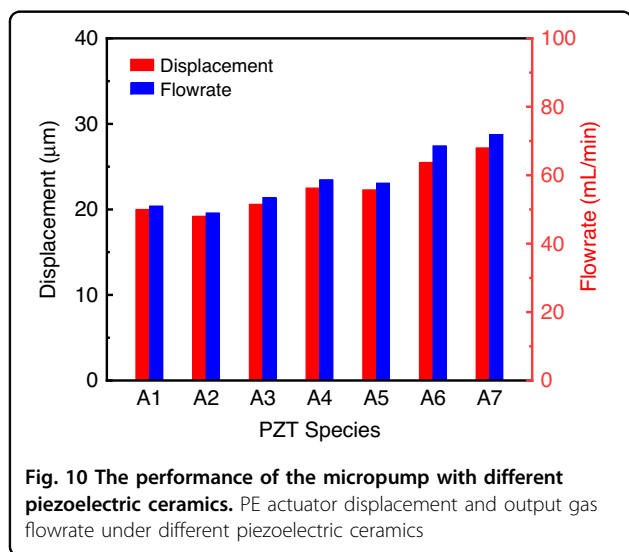 40
30
20
10
0
Displacement (μm)
Displacement
Flowrate
100
80
60
40
20
0
Flowrate (mL/min)
A1 A2 A3 A4 A5 A6 A7
PZT Species
Fig. 10 The performance of the micropump with different
piezoelectric ceramics. PE actuator displacement and output gas
flowrate under different piezoelectric ceramics